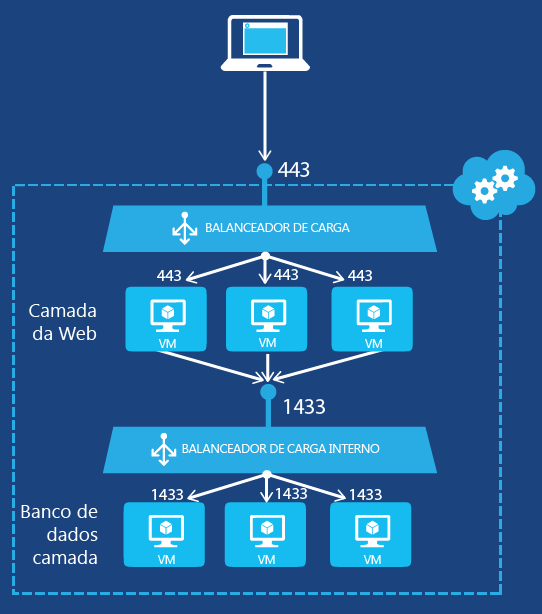 443
BALANCEADOR DE CARGA
443
443
443
Camada
da Web
VM
VM
VM
1433
BALANCEADOR DE CARGA INTERNO
1433
1433
1433
Banco de
dados
camada
VM
VM
VM